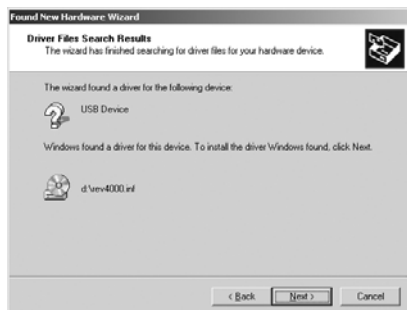 Found New Hardware Wizard
Driver Files Search Results
The wizard has finished searching for driver files for your hardware device.
The wizard found a driver for the following device:
USB Device
Windows found a driver for this device. To install the driver Windows found, click Next.
d:\rev4000.inf
< Back
Next >
Cancel